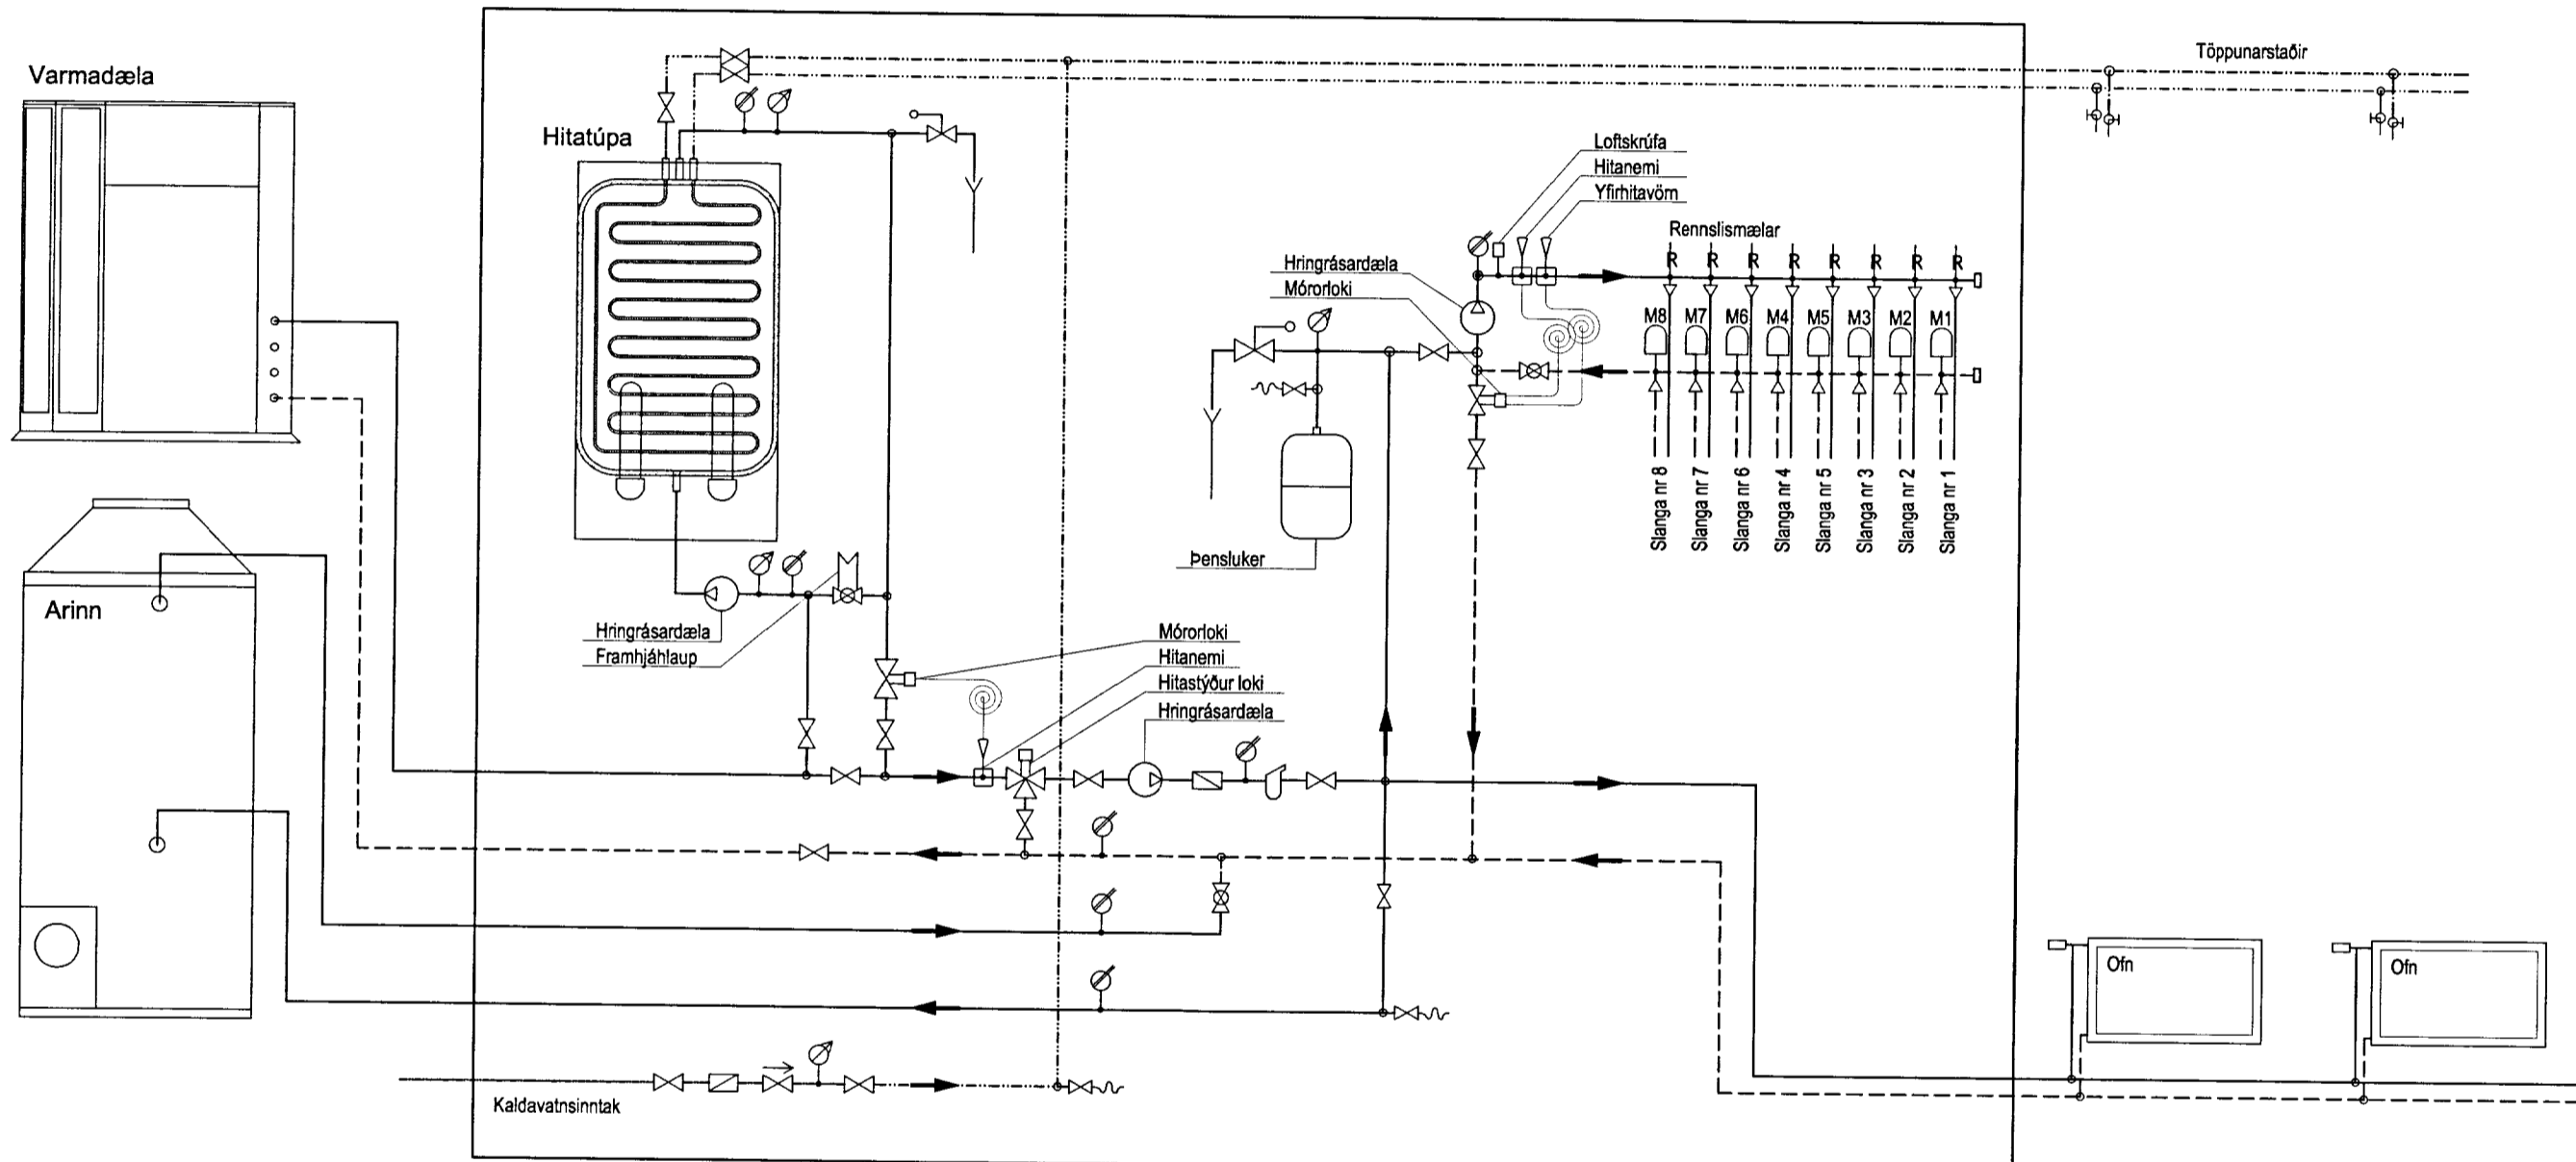 Varmadæla
Töppunarstaðir
Hitatúpa
Loftskrúfa
Hitanemi
Yfirhitavörn
Rennslismælar
Hringrásardæla
Mórorloki
R R R R R R R R
M8 M7 M6 M4 M5 M3 M2 M1
Slanga nr 8
Slanga nr 7
Slanga nr 6
Slanga nr 4
Slanga nr 5
Slanga nr 3
Slanga nr 2
Slanga nr 1
Þensluker
Arinn
Hringrásardæla
Framhjáhlaup
Mórorloki
Hitanemi
Hitastýður loki
Hringrásardæla
Ofn
Ofn
Kaldavatnsinntak